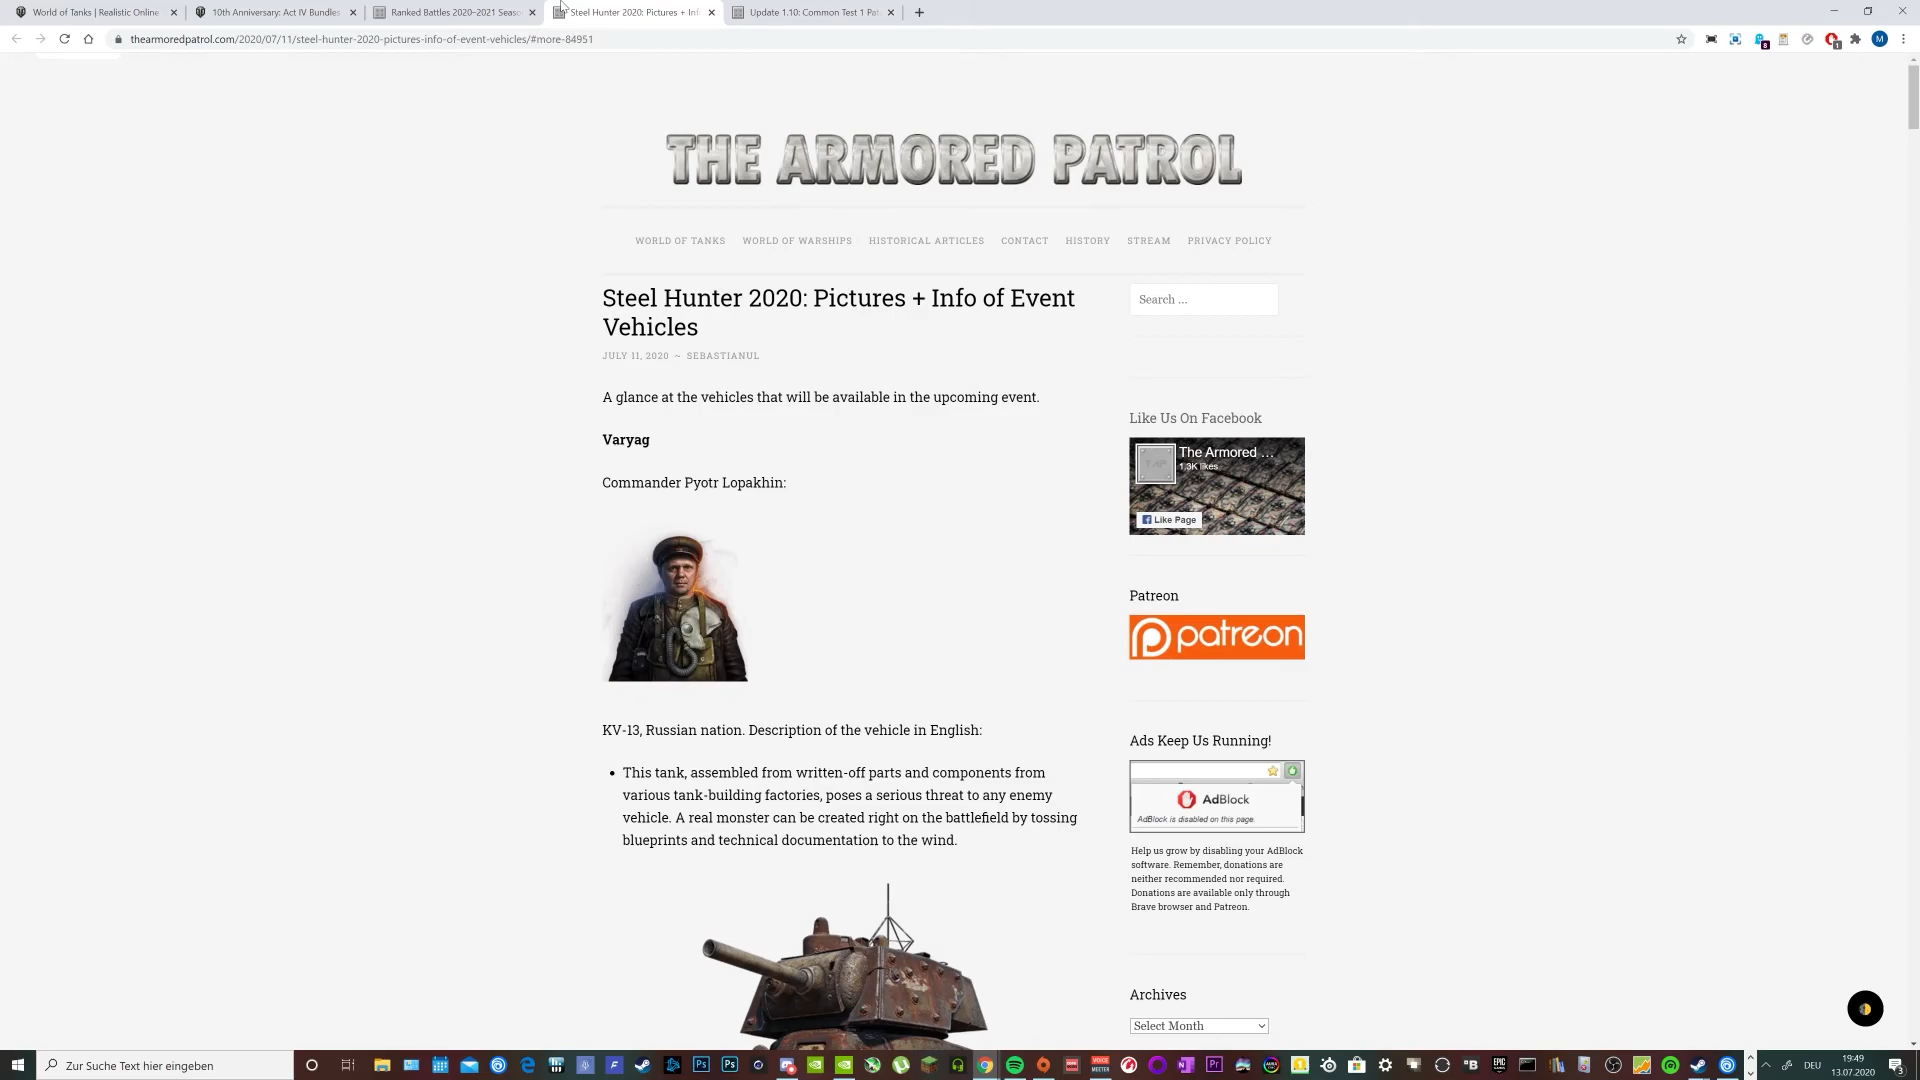 World of Tanks | Realistic Online
10th Anniversary: Act IV Bundles
Ranked Battles 2020–2021 Seaso
Steel Hunter 2020: Pictures + Inf
Update 1.10: Common Test 1 Pat
thearmoredpatrol.com/2020/07/11/steel-hunter-2020-pictures-info-of-event-vehicles/#more-84951
THE ARMORED PATROL
WORLD OF TANKS WORLD OF WARSHIPS HISTORICAL ARTICLES CONTACT HISTORY STREAM PRIVACY POLICY
Steel Hunter 2020: Pictures + Info of Event
Vehicles
JULY 11, 2020 ~ SEBASTIANUL
A glance at the vehicles that will be available in the upcoming event.
Varyag
Commander Pyotr Lopakhin:
KV-13, Russian nation. Description of the vehicle in English:
• This tank, assembled from written-off parts and components from
various tank-building factories, poses a serious threat to any enemy
vehicle. A real monster can be created right on the battlefield by tossing
blueprints and technical documentation to the wind.
Search ...
Like Us On Facebook
The Armored ...
1.3K likes
Like Page
Patreon
patreon
Ads Keep Us Running!
AdBlock
AdBlock is disabled on this page.
Help us grow by disabling your AdBlock
software. Remember, donations are
neither recommended nor required.
Donations are available only through
Brave browser and Patreon.
Archives
Select Month
Zur Suche Text hier eingeben
DEU
19:49
13.07.2020